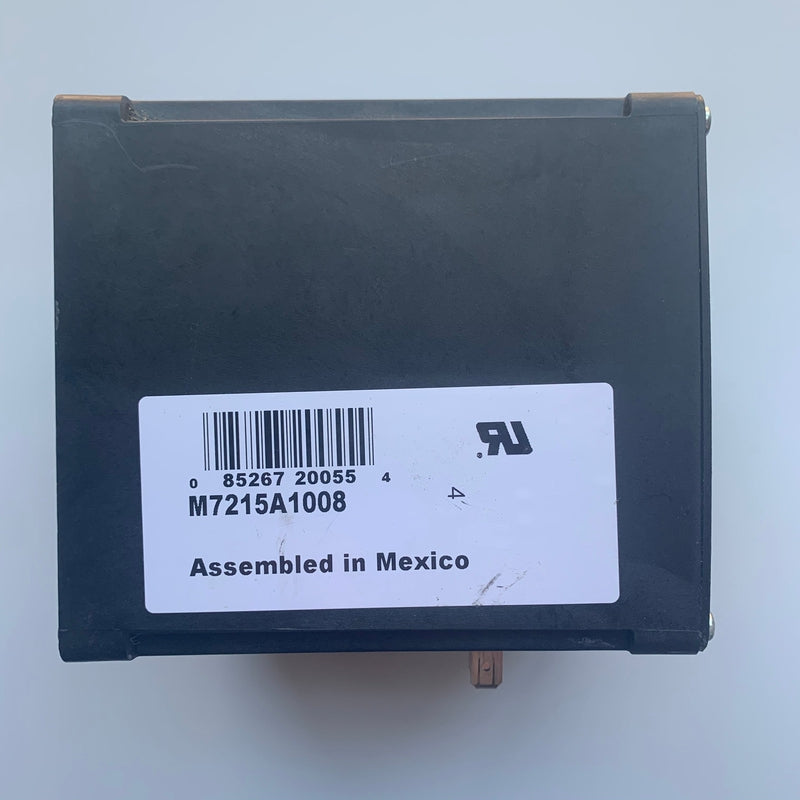 0 85267 20055 4
M7215A1008
4
Assembled in Mexico